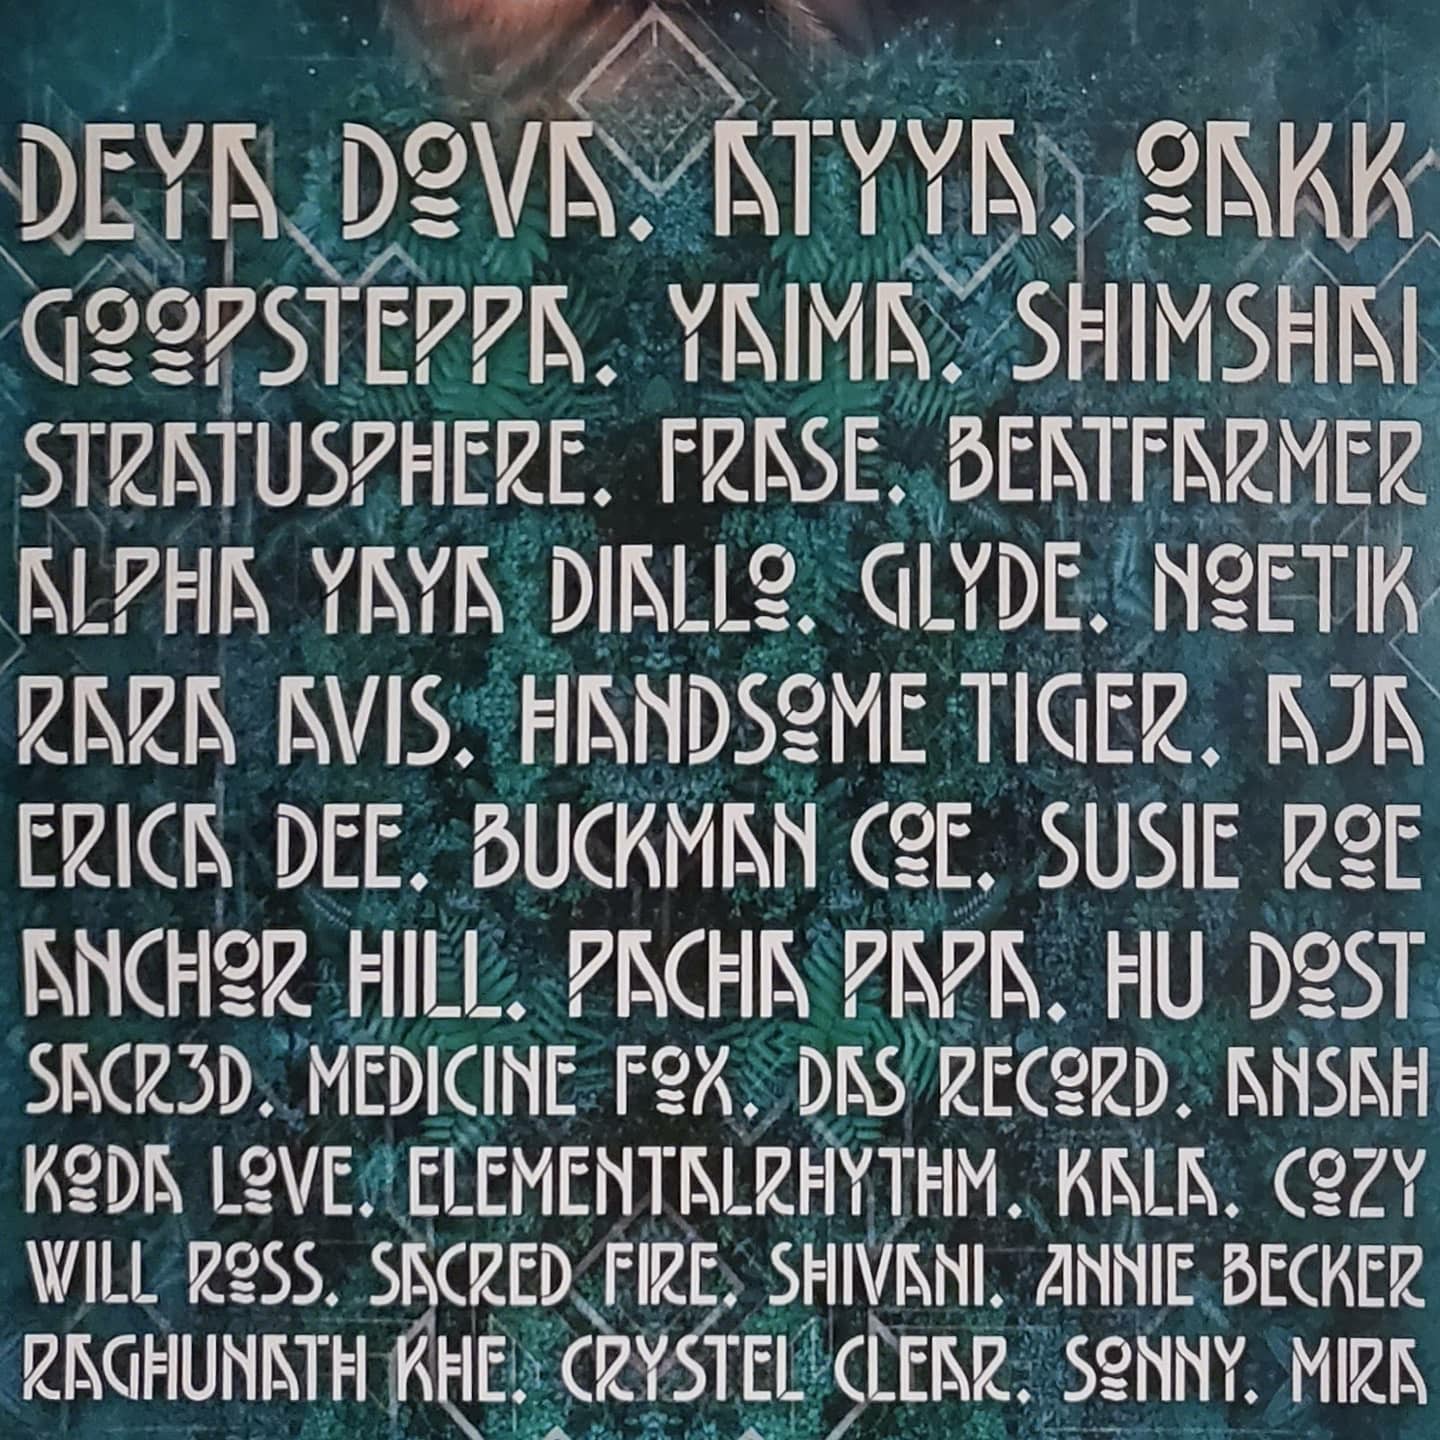 DEYA DOVA. ATYYA. OAKK
GOOPSTEPPA. YAIMA. SHIMSHAI
STRATUSPHERE. FRASE. BEATFARMER
ALPHA YAYA DIALLO. GLYDE. NOETIK
RARA AVIS. HANDSOME TIGER. AJA
ERICA DEE. BUCKMAN COE. SUSIE ROE
ANCHOR HILL. PACHA PAPA. HU DOST
SACR3D. MEDICINE FOX. DAS RECORD. ANSAH
KODA LOVE. ELEMENTALRHYTHM. KALA. COZY
WILL ROSS. SACRED FIRE. SHIVANI. ANNIE BECKER
RAGHUNATH KHE. CRYSTEL CLEAR. SONNY. MIRA